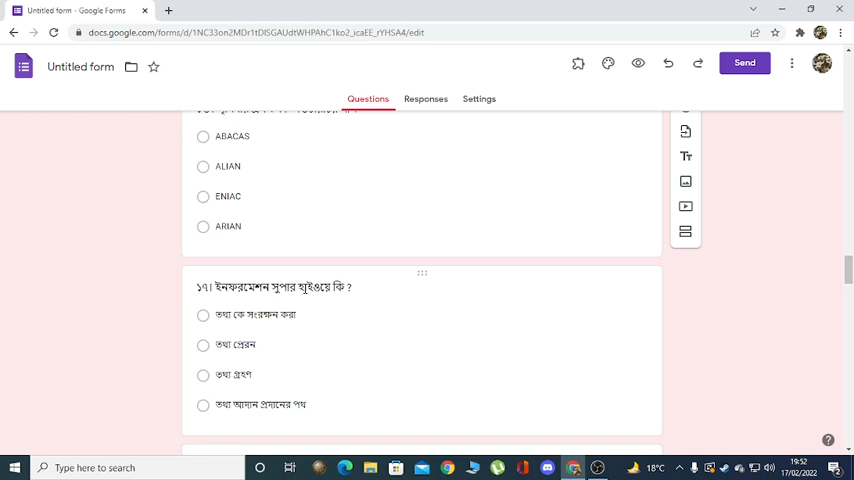 Untitled form - Google Forms
docs.google.com/forms/d/1NC33on2MDr1tDISGAUdtWHPAhC1ko2_icaEE_rYHSA4/edit
Untitled form
Send
Questions Responses Settings
ABACAS
ALIAN
ENIAC
ARIAN
১৭। ইনফরমেশন সুপার হাইওয়ে কি ?
তথ্য কে সংরক্ষন করা
তথ্য প্রেরন
তথ্য গ্রহণ
তথ্য আদান প্রদানের পথ
Type here to search
18°C
19:52
17/02/2022
2